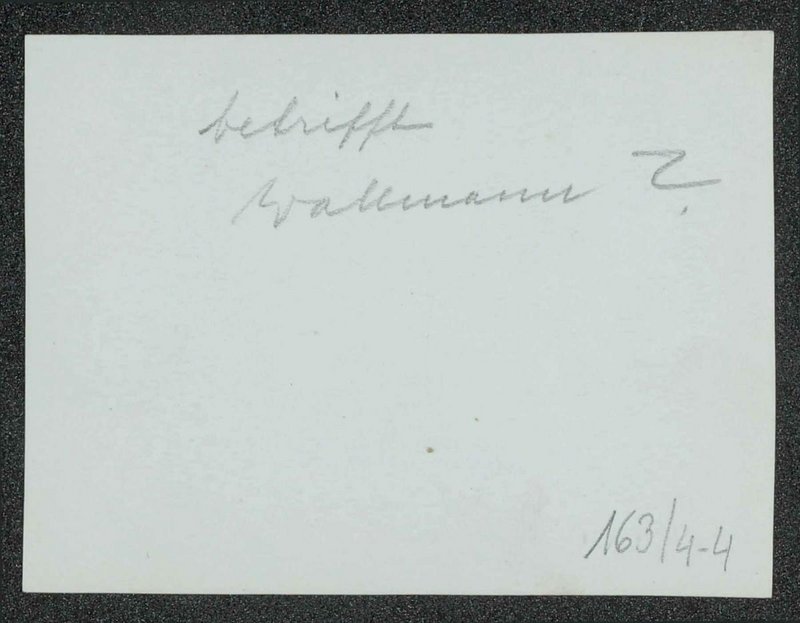 betrifft
Wallmann ?
163/4-4